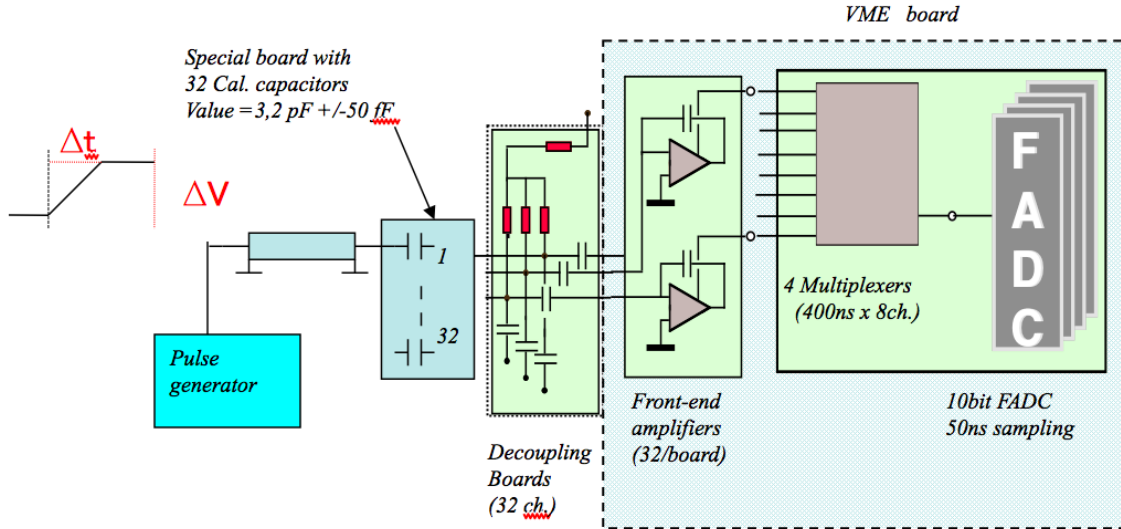 VME board
Special board with
32 Cal. capacitors
Value =3,2 pF +/-50 fF
Δt
ΔV
1
32
Pulse
generator
4 Multiplexers
(400ns x 8ch.)
F
A
D
C
Front-end
amplifiers
(32/board)
10bit FADC
50ns sampling
Decoupling
Boards
(32 ch.)